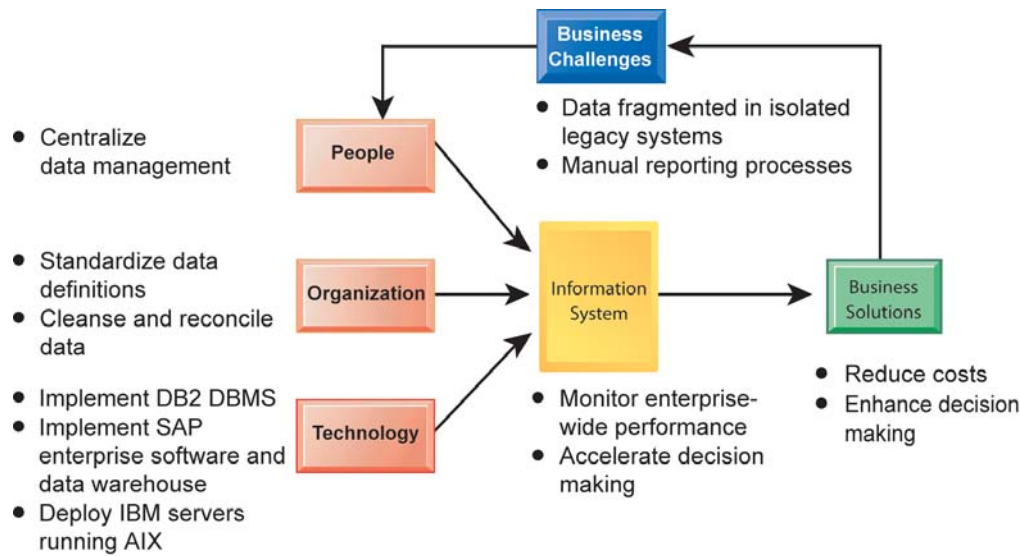 Business
Challenges
• Data fragmented in isolated
legacy systems
• Manual reporting processes
• Centralize
data management
People
• Standardize data
definitions
• Cleanse and reconcile
data
Organization
• Implement DB2 DBMS
• Implement SAP
enterprise software and
data warehouse
• Deploy IBM servers
running AIX
Technology
Information
System
• Monitor enterprise-
wide performance
• Accelerate decision
making
Business
Solutions
• Reduce costs
• Enhance decision
making